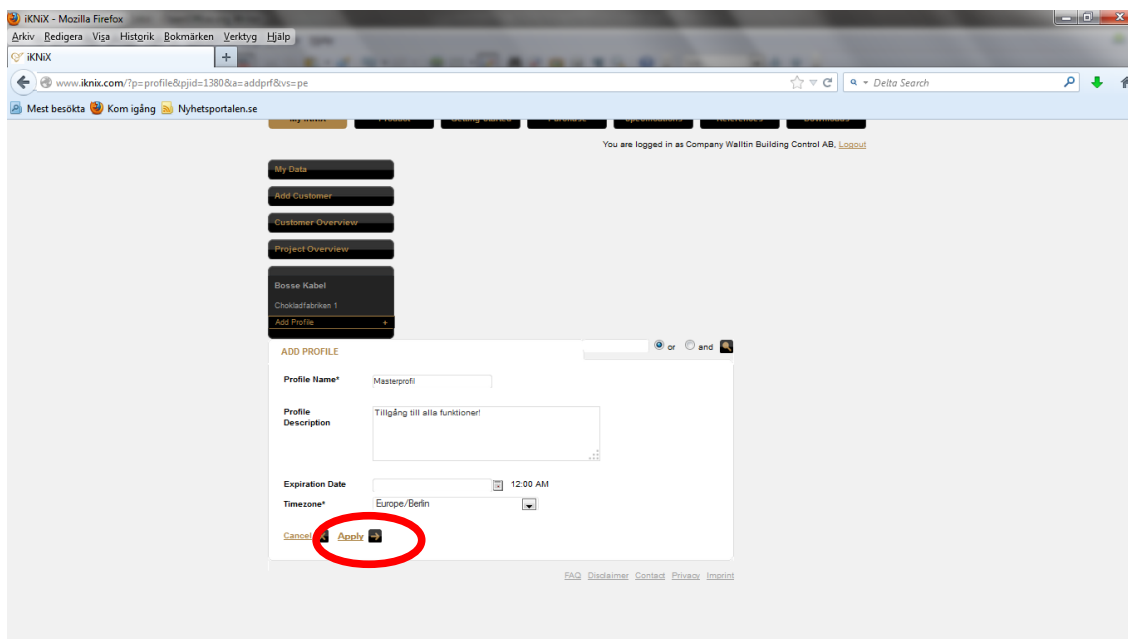 iKNiX - Mozilla Firefox
Arkiv Redigera Visa Historik Bokmärken Verktyg Hjälp
iKNiX +
www.iknix.com/?p=profile&pjid=1380&a=addprf&vs=pe
Delta Search
Mest besökta Kom igång Nyhetsportalen.se
You are logged in as Company Walltin Building Control AB, Logout
My Data
Add Customer
Customer Overview
Project Overview
Bosse Kabel
Chokladfabriken 1
Add Profile +
ADD PROFILE
or and
Profile Name* Masterprofil
Profile Description
Tillgång till alla funktioner!
Expiration Date 12:00 AM
Timezone* Europe/Berlin
Cancel Apply
FAQ Disclaimer Contact Privacy Imprint